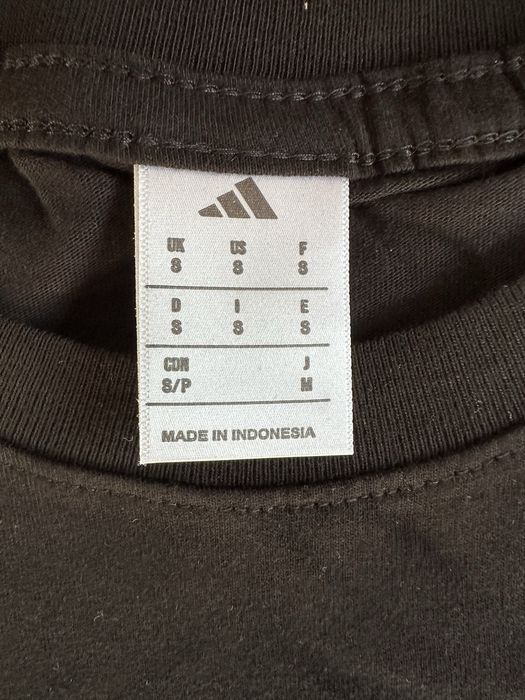 UK US F
S S S
D I E
S S S
CDN J
S/P M
MADE IN INDONESIA